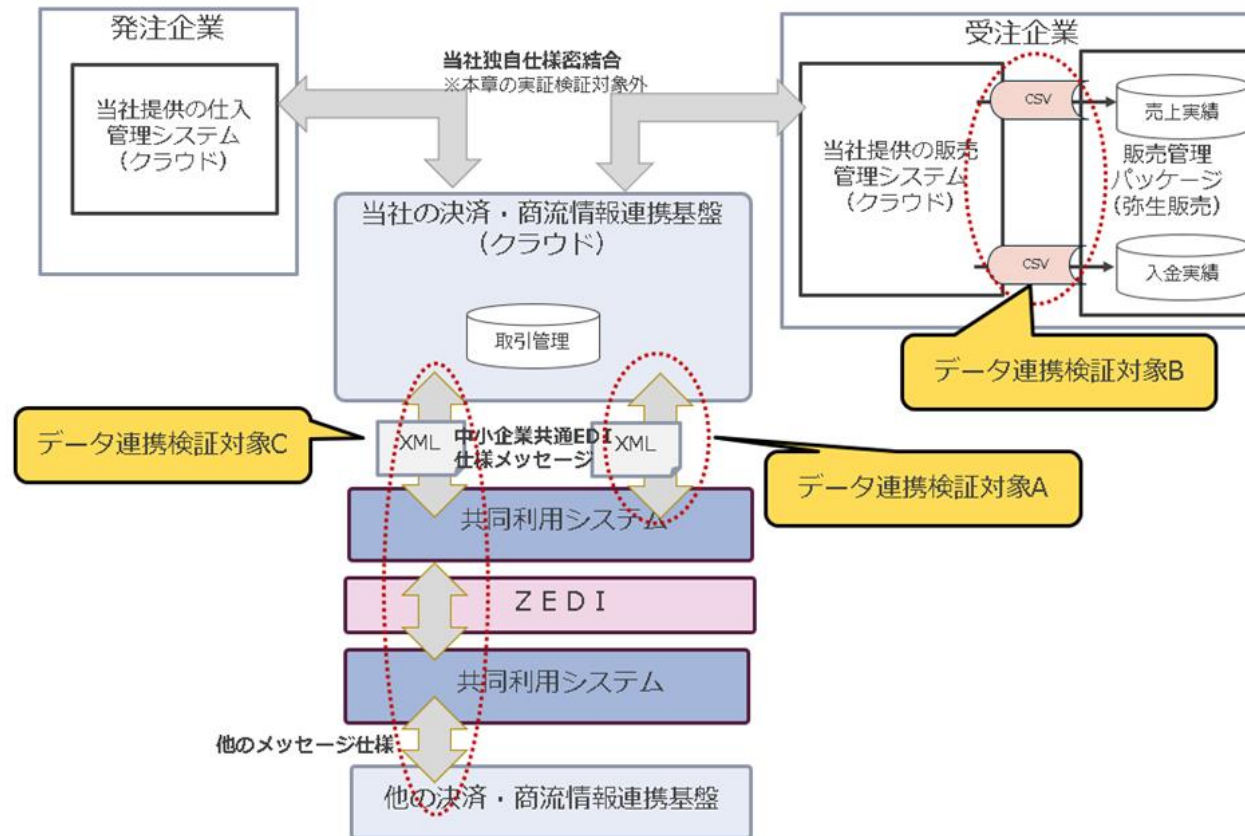 発注企業
当社提供の仕入
管理システム
(クラウド)
当社独自仕様密結合
※本章の実証検証対象外
受注企業
当社提供の販売
管理システム
(クラウド)
CSV
売上実績
販売管理
パッケージ
(弥生販売)
CSV
入金実績
当社の決済・商流情報連携基盤
(クラウド)
取引管理
データ連携検証対象B
データ連携検証対象C
XML
中小企業共通EDI
仕様メッセージ
XML
データ連携検証対象A
共同利用システム
ZEDI
共同利用システム
他のメッセージ仕様
他の決済・商流情報連携基盤